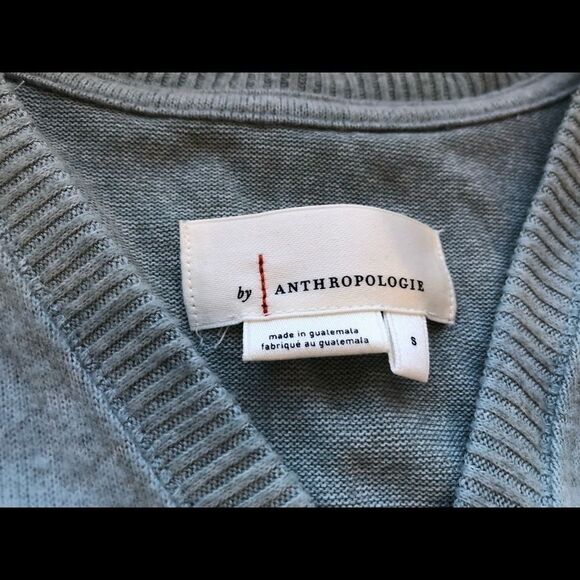 by ANTHROPOLOGIE
made in guatemala
fabriqué au guatemala
S